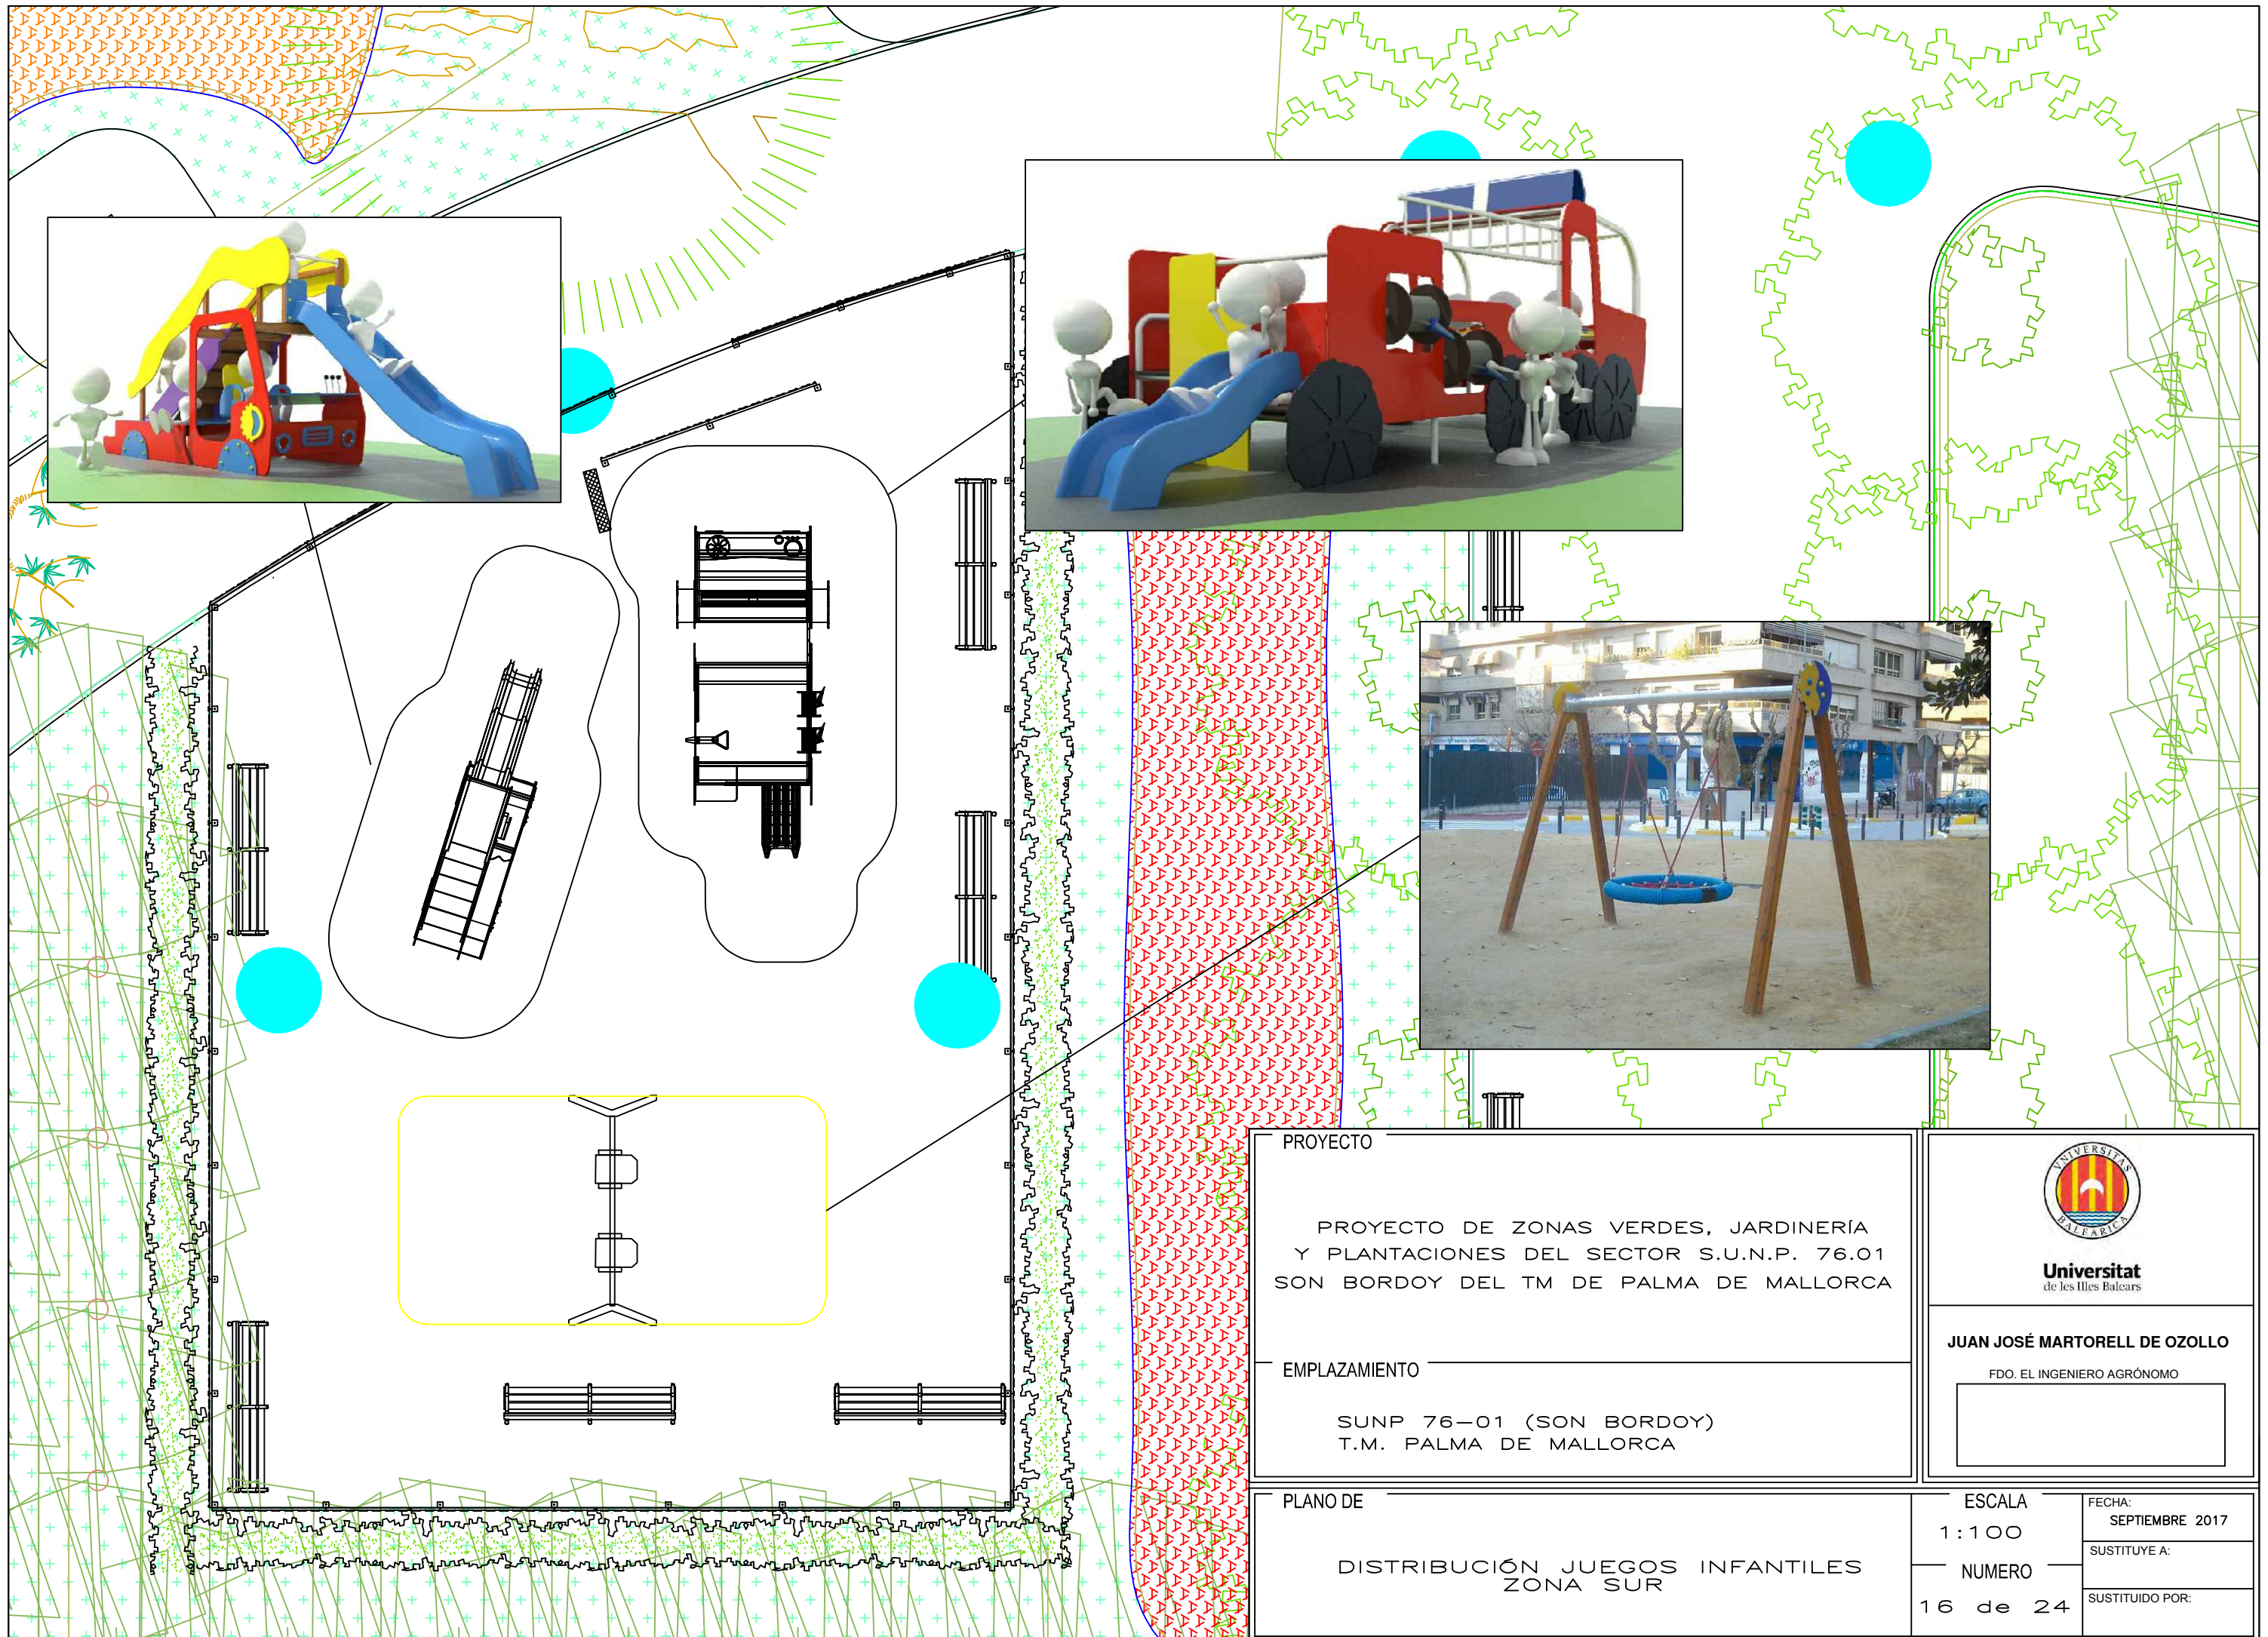 PROYECTO
PROYECTO DE ZONAS VERDES, JARDINERÍA
Y PLANTACIONES DEL SECTOR S.U.N.P. 76.01
SON BORDOY DEL TM DE PALMA DE MALLORCA
EMPLAZAMIENTO
SUNP 76-01 (SON BORDOY)
T.M. PALMA DE MALLORCA
VNIVERSITAS
BALEARICA
Universitat
de les Illes Balears
JUAN JOSÉ MARTORELL DE OZOLLO
FDO. EL INGENIERO AGRÓNOMO
PLANO DE
DISTRIBUCIÓN JUEGOS INFANTILES
ZONA SUR
ESCALA
1:100
NUMERO
16 de 24
FECHA:
SEPTIEMBRE 2017
SUSTITUYE A:
SUSTITUIDO POR: